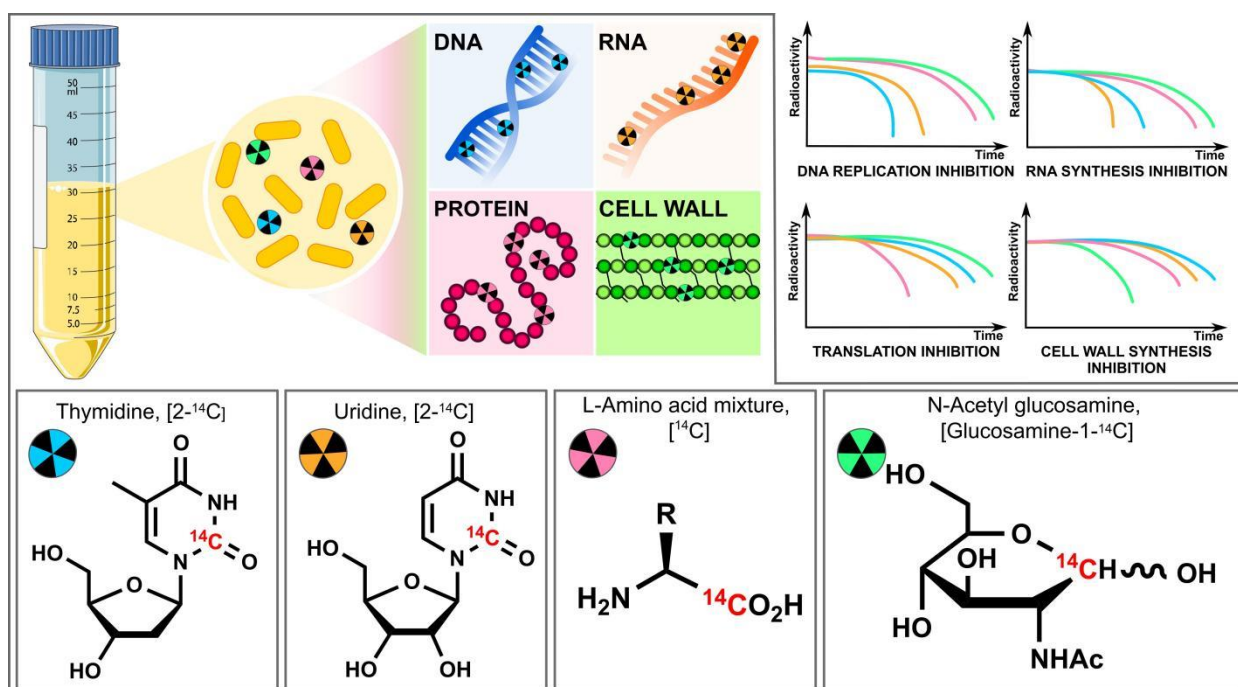 50
ml
45
40
35
30
25
20
15
10
7.5
5.0
DNA
RNA
PROTEIN
CELL WALL
Radioactivity
Time
DNA REPLICATION INHIBITION
Radioactivity
Time
RNA SYNTHESIS INHIBITION
Radioactivity
Time
TRANSLATION INHIBITION
Radioactivity
Time
CELL WALL SYNTHESIS
INHIBITION
Thymidine, [2-¹⁴C]
O
NH
¹⁴C
O
N
HO
O
HO
Uridine, [2-¹⁴C]
O
NH
¹⁴C
O
N
HO
O
HO
OH
L-Amino acid mixture,
[¹⁴C]
R
H₂N
¹⁴CO₂H
N-Acetyl glucosamine,
[Glucosamine-1-¹⁴C]
HO
O
OH
¹⁴CH
OH
HO
NHAc